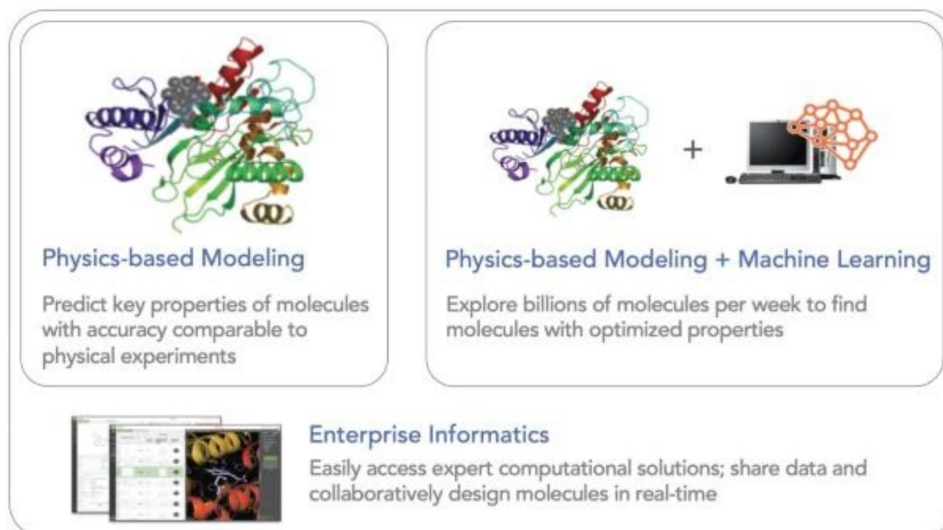 Physics-based Modeling
Predict key properties of molecules
with accuracy comparable to
physical experiments
+
Physics-based Modeling + Machine Learning
Explore billions of molecules per week to find
molecules with optimized properties
Enterprise Informatics
Easily access expert computational solutions; share data and
collaboratively design molecules in real-time